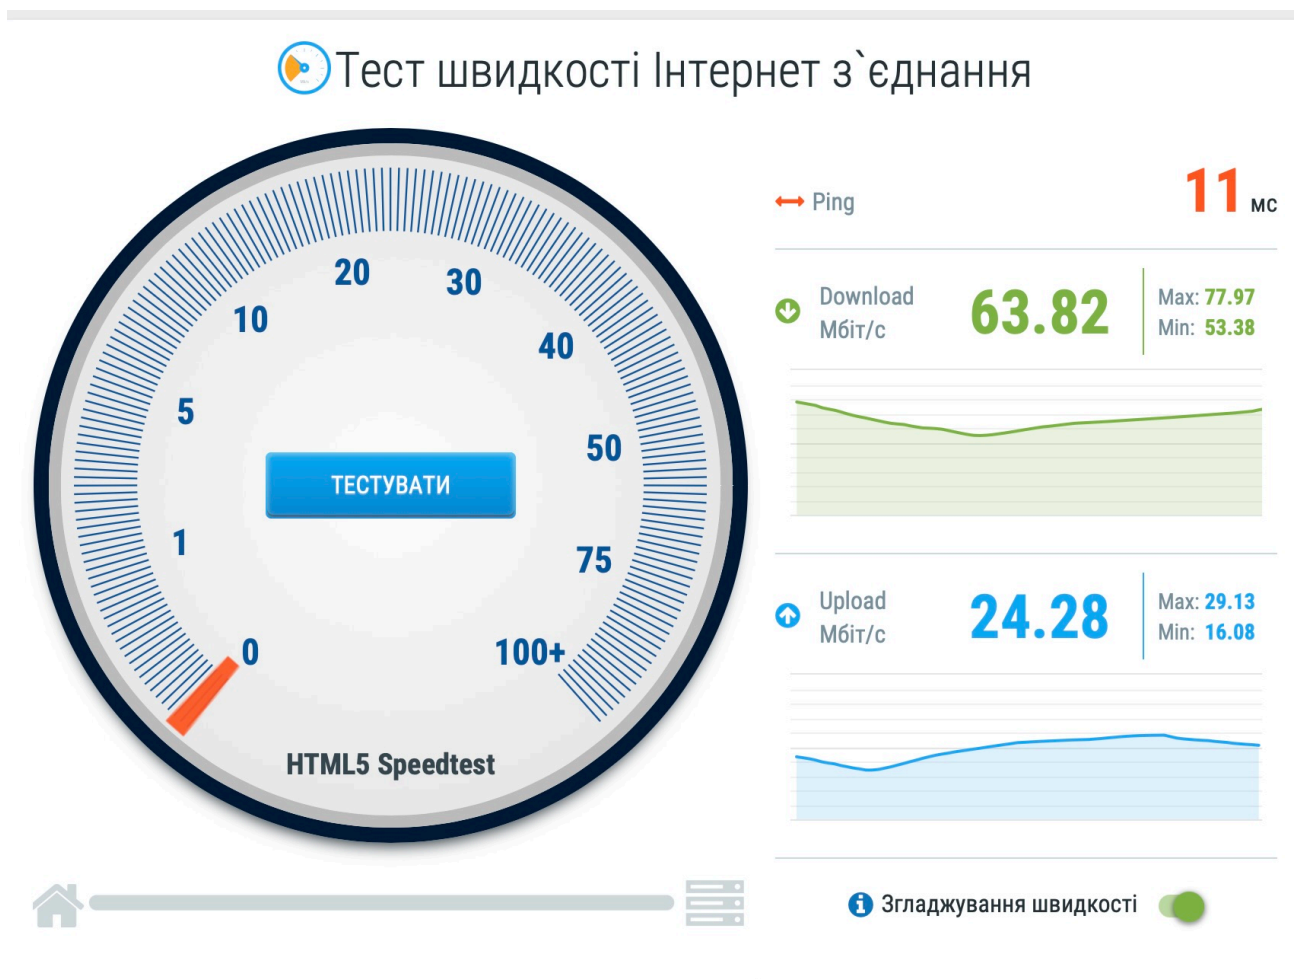 Тест швидкості Інтернет з`єднання
0
1
5
10
20
30
40
50
75
100+
ТЕСТУВАТИ
HTML5 Speedtest
Ping
11 мс
Download
Мбіт/с
63.82
Max: 77.97
Min: 53.38
Upload
Мбіт/с
24.28
Max: 29.13
Min: 16.08
Згладжування швидкості